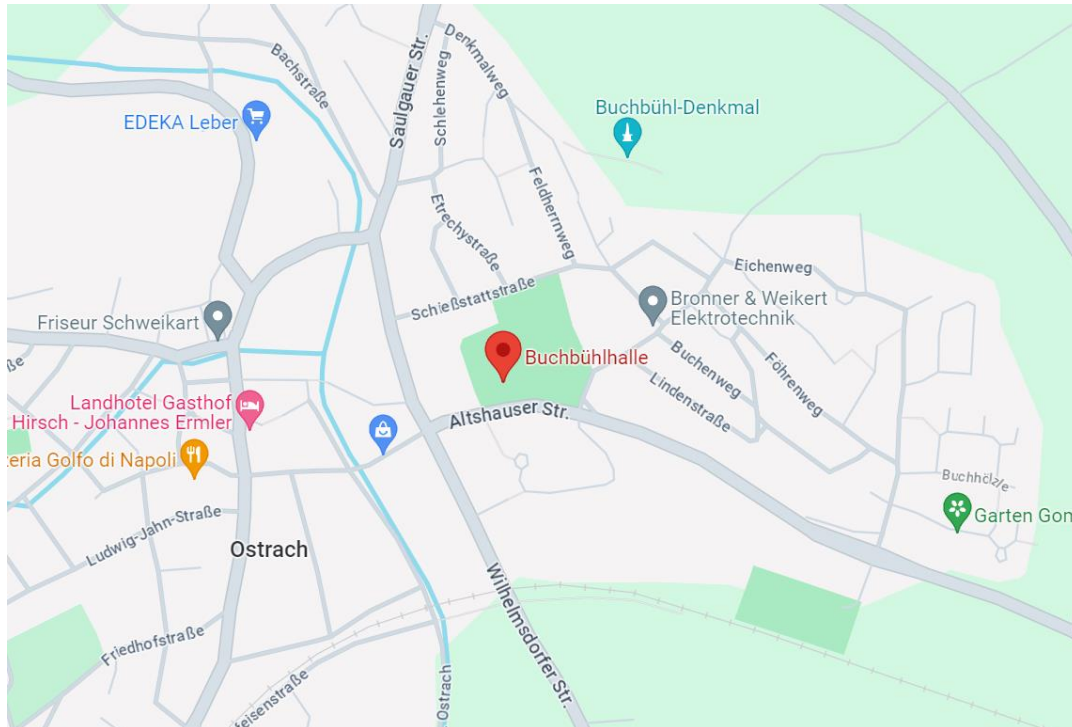 Saulgauer Str.
Denkmalweg
Bachstraße
Schlehenweg
Buchbühl-Denkmal
EDEKA Leber
Feldherrnweg
Etrechystraße
Eichenweg
Schießstattstraße
Bronner & Weikert
Elektrotechnik
Friseur Schweikart
Buchbühlhalle
Buchenweg
Föhrenweg
Lindenstraße
Landhotel Gasthof
Hirsch - Johannes Ermler
Altshauser Str.
zeria Golfo di Napoli
Buchhölzle
Garten Gon
Ludwig-Jahn-Straße
Ostrach
Wilhelmsdorfer Str.
Friedhofstraße
feisenstraße
Ostrach